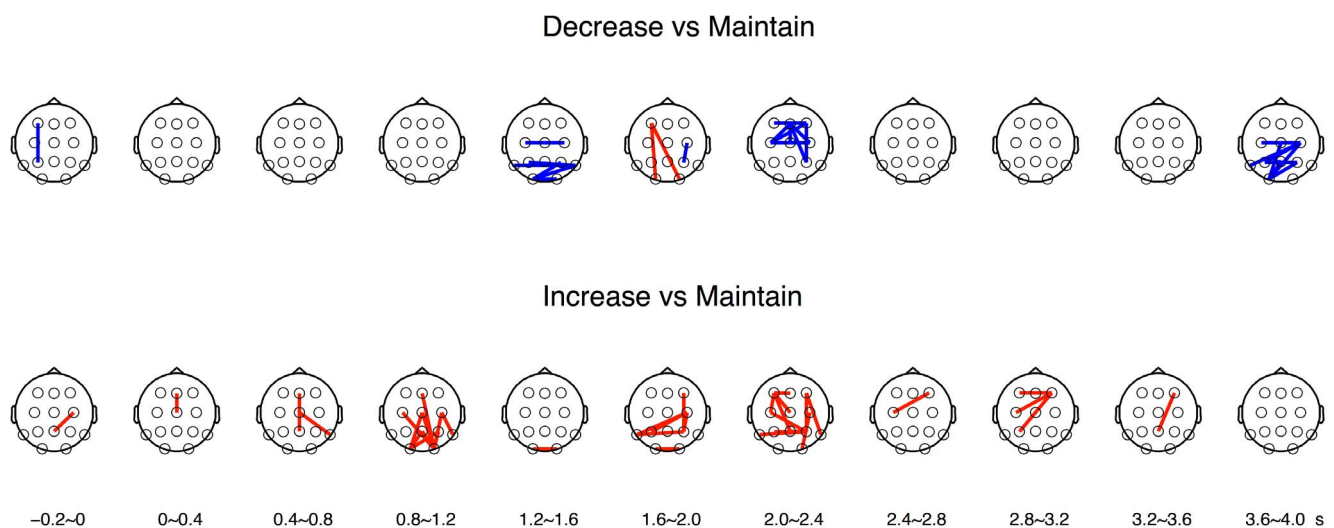 Decrease vs Maintain
Increase vs Maintain
−0.2~0 0~0.4 0.4~0.8 0.8~1.2 1.2~1.6 1.6~2.0 2.0~2.4 2.4~2.8 2.8~3.2 3.2~3.6 3.6~4.0 s